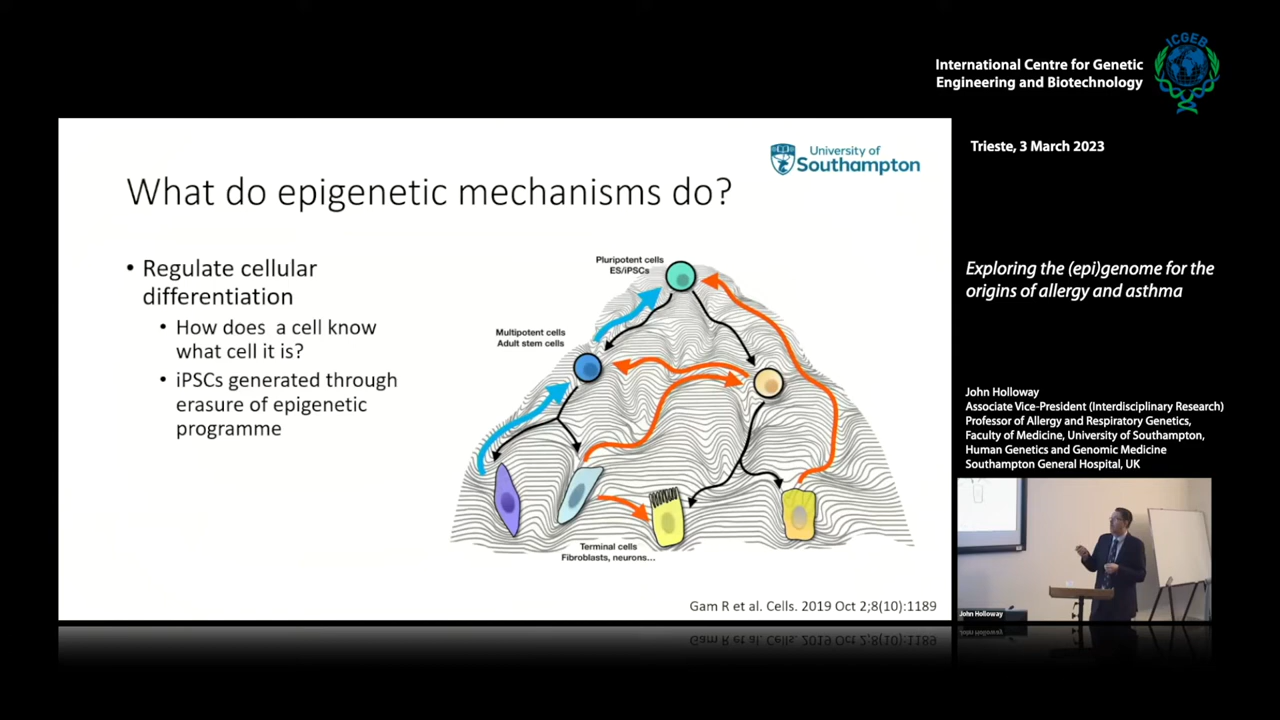 ICGEB
International Centre for Genetic
Engineering and Biotechnology
Trieste, 3 March 2023
University of
Southampton
What do epigenetic mechanisms do?
• Regulate cellular
differentiation
• How does a cell know
what cell it is?
• iPSCs generated through
erasure of epigenetic
programme
Pluripotent cells
ES/iPSCs
Multipotent cells
Adult stem cells
Terminal cells
Fibroblasts, neurons...
Gam R et al. Cells. 2019 Oct 2;8(10):1189
Exploring the (epi)genome for the
origins of allergy and asthma
John Holloway
Associate Vice-President (Interdisciplinary Research)
Professor of Allergy and Respiratory Genetics,
Faculty of Medicine, University of Southampton,
Human Genetics and Genomic Medicine
Southampton General Hospital, UK
John Holloway